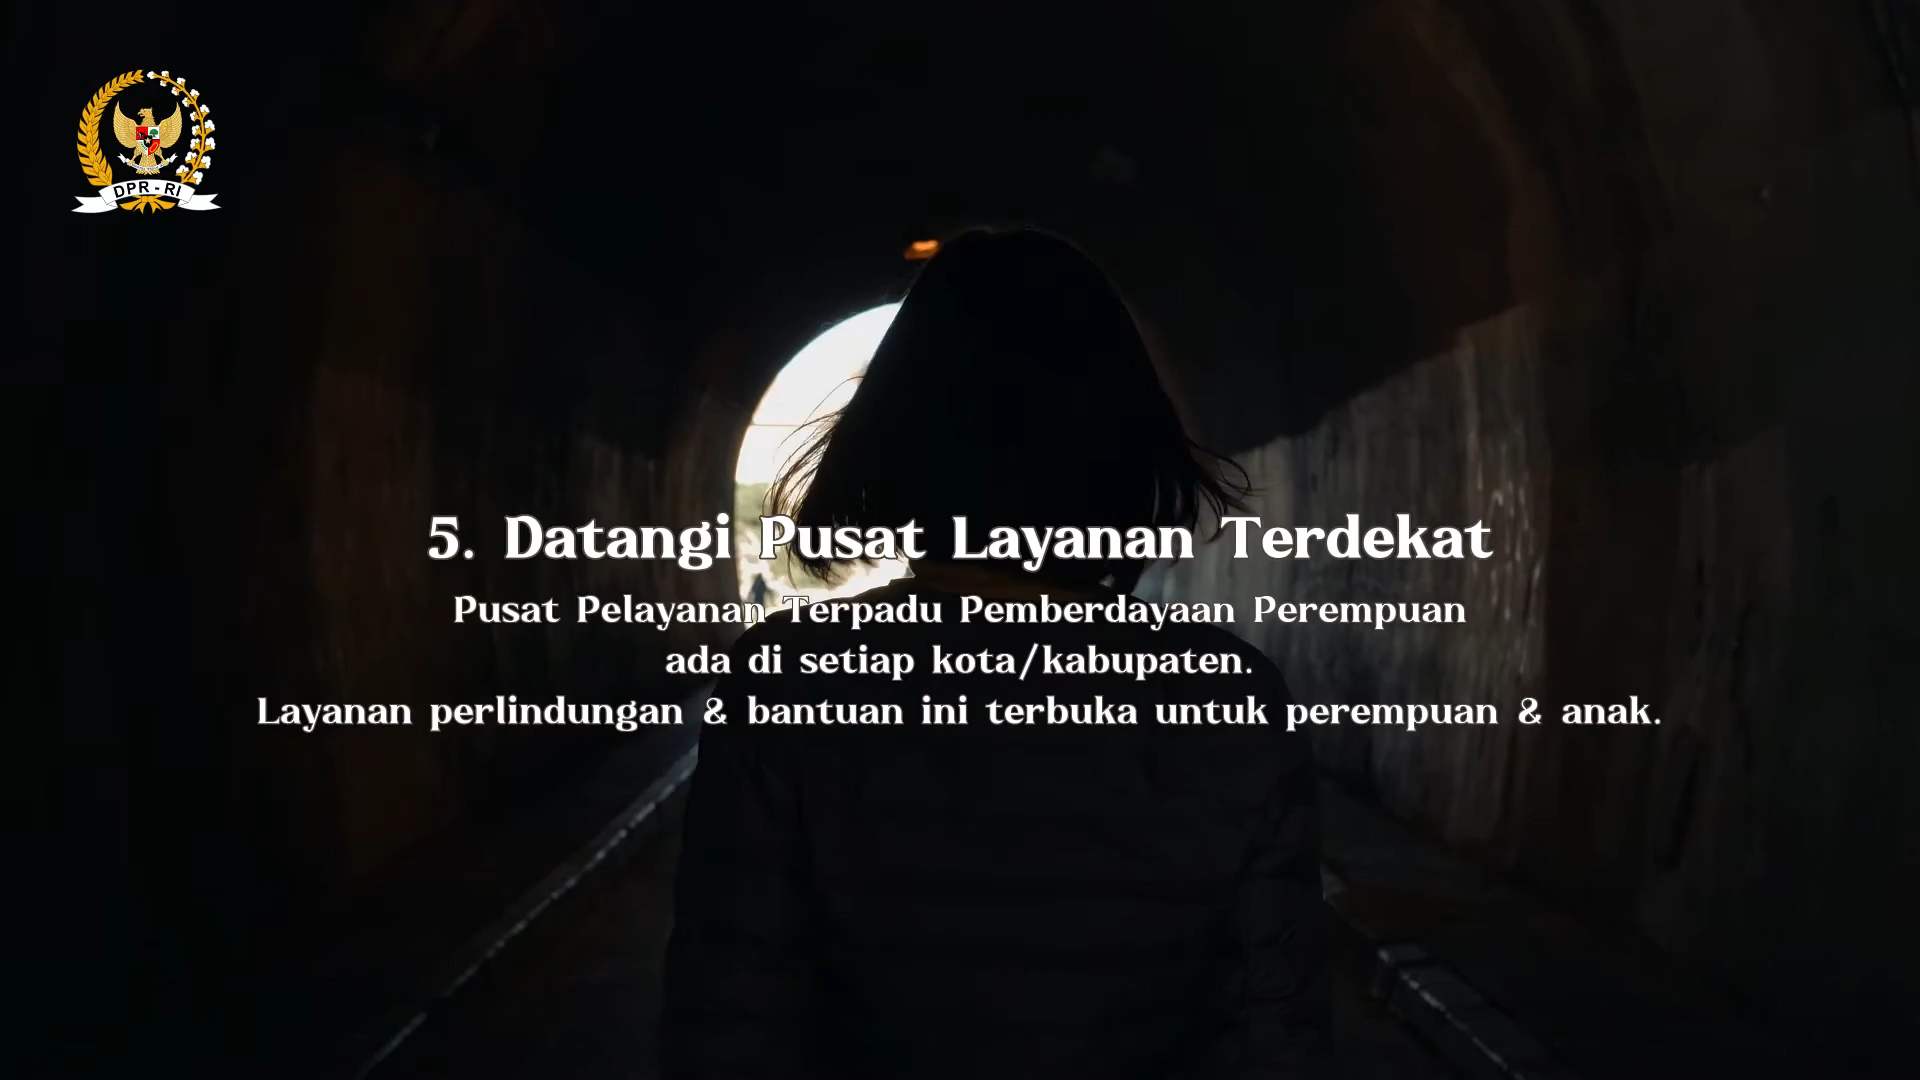 DPR - RI
5. Datangi Pusat Layanan Terdekat
Pusat Pelayanan Terpadu Pemberdayaan Perempuan
ada di setiap kota/kabupaten.
Layanan perlindungan & bantuan ini terbuka untuk perempuan & anak.